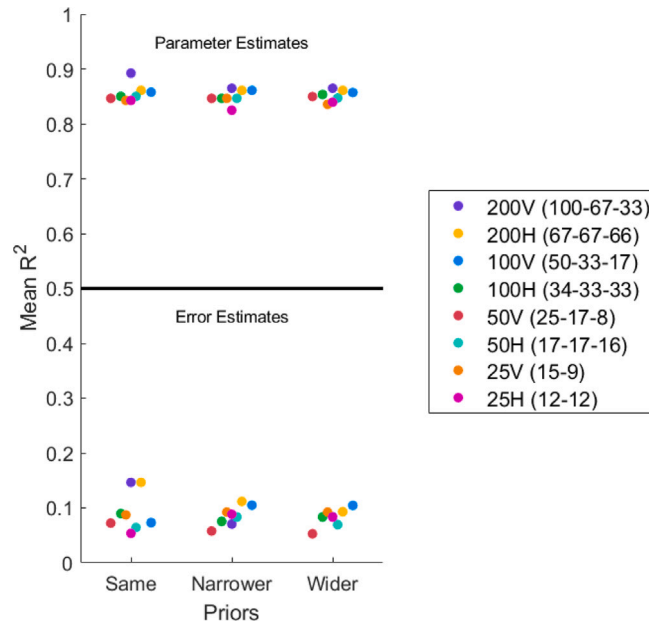 1
0.9
0.8
0.7
0.6
0.5
0.4
0.3
0.2
0.1
0
Mean R²
Parameter Estimates
Error Estimates
Same
Narrower
Wider
Priors
200V (100-67-33)
200H (67-67-66)
100V (50-33-17)
100H (34-33-33)
50V (25-17-8)
50H (17-17-16)
25V (15-9)
25H (12-12)